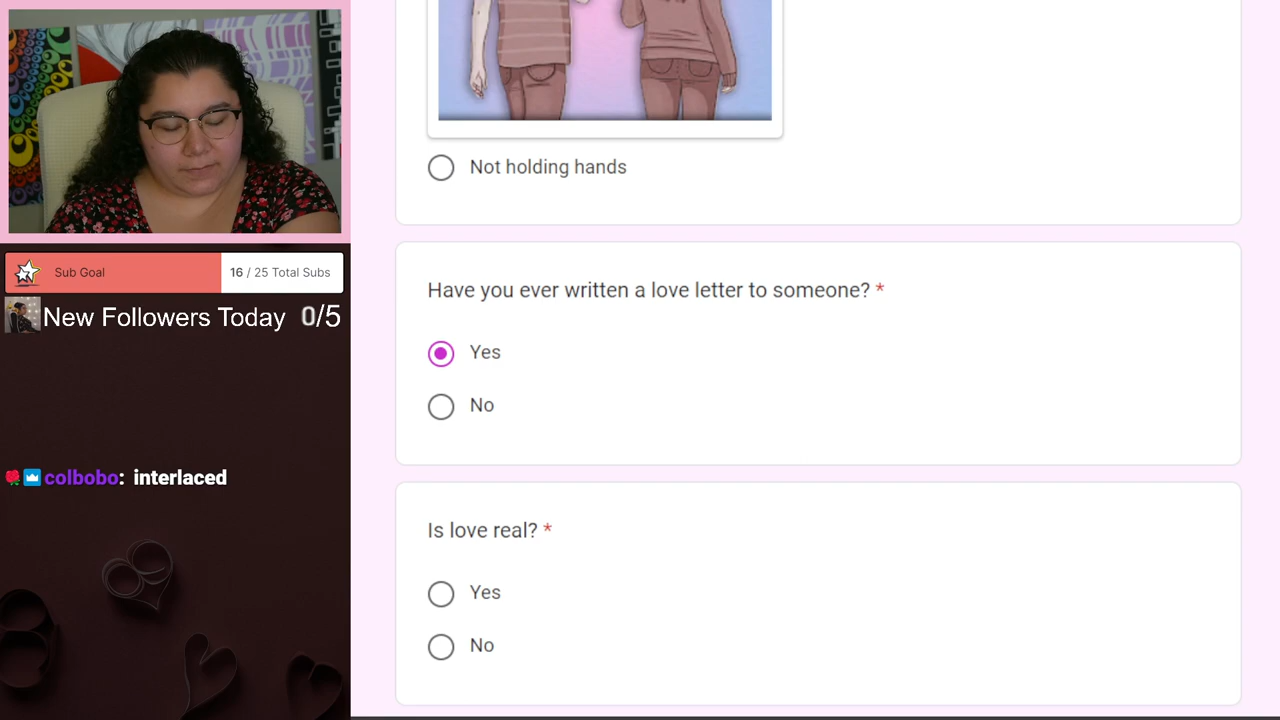 Sub Goal
16 / 25 Total Subs
New Followers Today 0/5
colbobo: interlaced
Not holding hands
Have you ever written a love letter to someone? *
Yes
No
Is love real? *
Yes
No